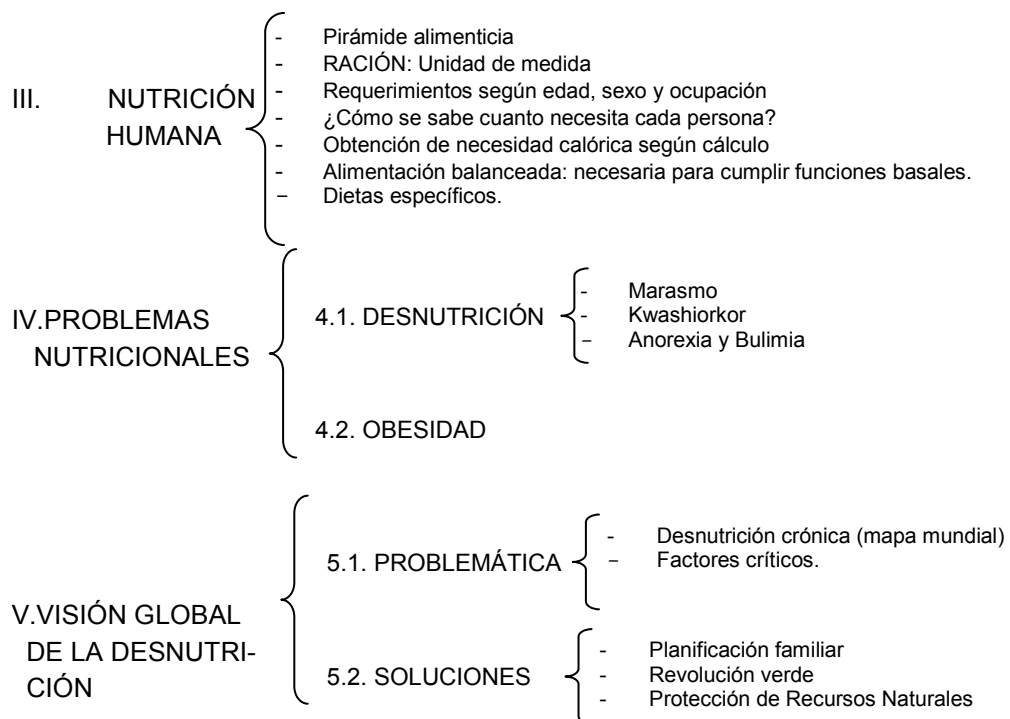 III. NUTRICIÓN
HUMANA
- Pirámide alimenticia
- RACIÓN: Unidad de medida
- Requerimientos según edad, sexo y ocupación
- ¿Cómo se sabe cuanto necesita cada persona?
- Obtención de necesidad calórica según cálculo
- Alimentación balanceada: necesaria para cumplir funciones basales.
- Dietas específicos.
IV.PROBLEMAS
NUTRICIONALES
4.1. DESNUTRICIÓN
- Marasmo
- Kwashiorkor
- Anorexia y Bulimia
4.2. OBESIDAD
V.VISIÓN GLOBAL
DE LA DESNUTRI-
CIÓN
5.1. PROBLEMÁTICA
- Desnutrición crónica (mapa mundial)
- Factores críticos.
5.2. SOLUCIONES
- Planificación familiar
- Revolución verde
- Protección de Recursos Naturales